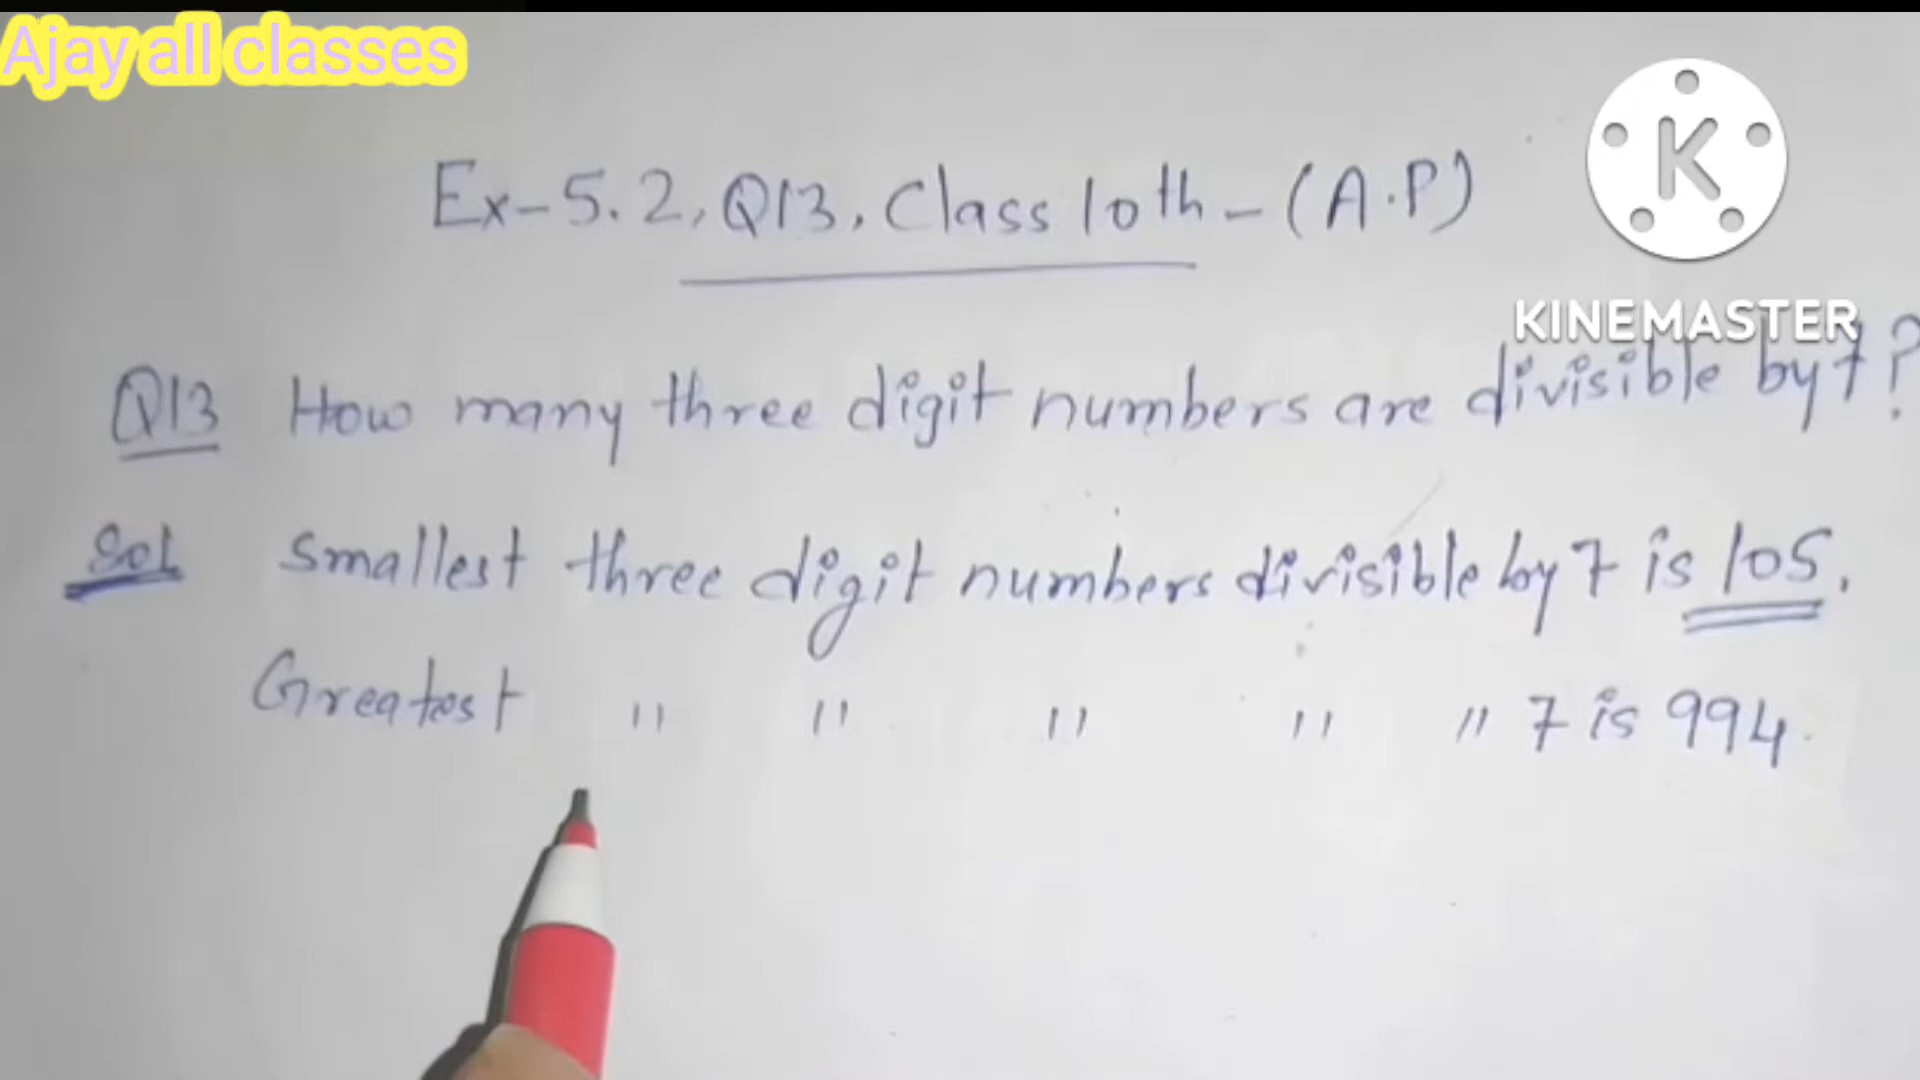 Ajay all classes
Ex-5.2, Q13, Class 10th - (A.P)
K
KINEMASTER
Q13 How many three digit numbers are divisible by 7?
Sol Smallest three digit numbers divisible by 7 is 105.
Greatest " " " " " 7 is 994.